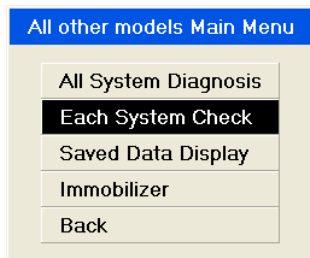 All other models Main Menu
All System Diagnosis
Each System Check
Saved Data Display
Immobilizer
Back